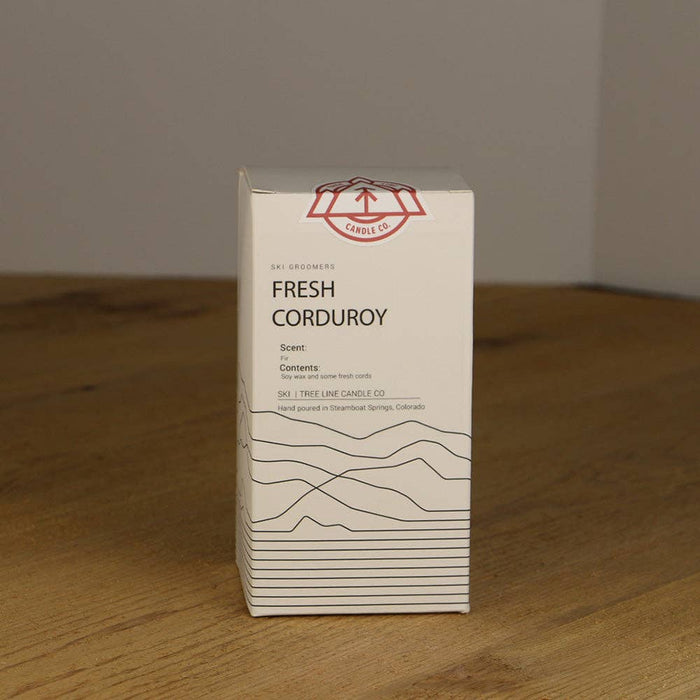 CANDLE CO.
SKI GROOMERS
FRESH
CORDUROY
Scent:
Fir
Contents:
Soy wax and some fresh cords
SKI | TREE LINE CANDLE CO
Hand poured in Steamboat Springs, Colorado